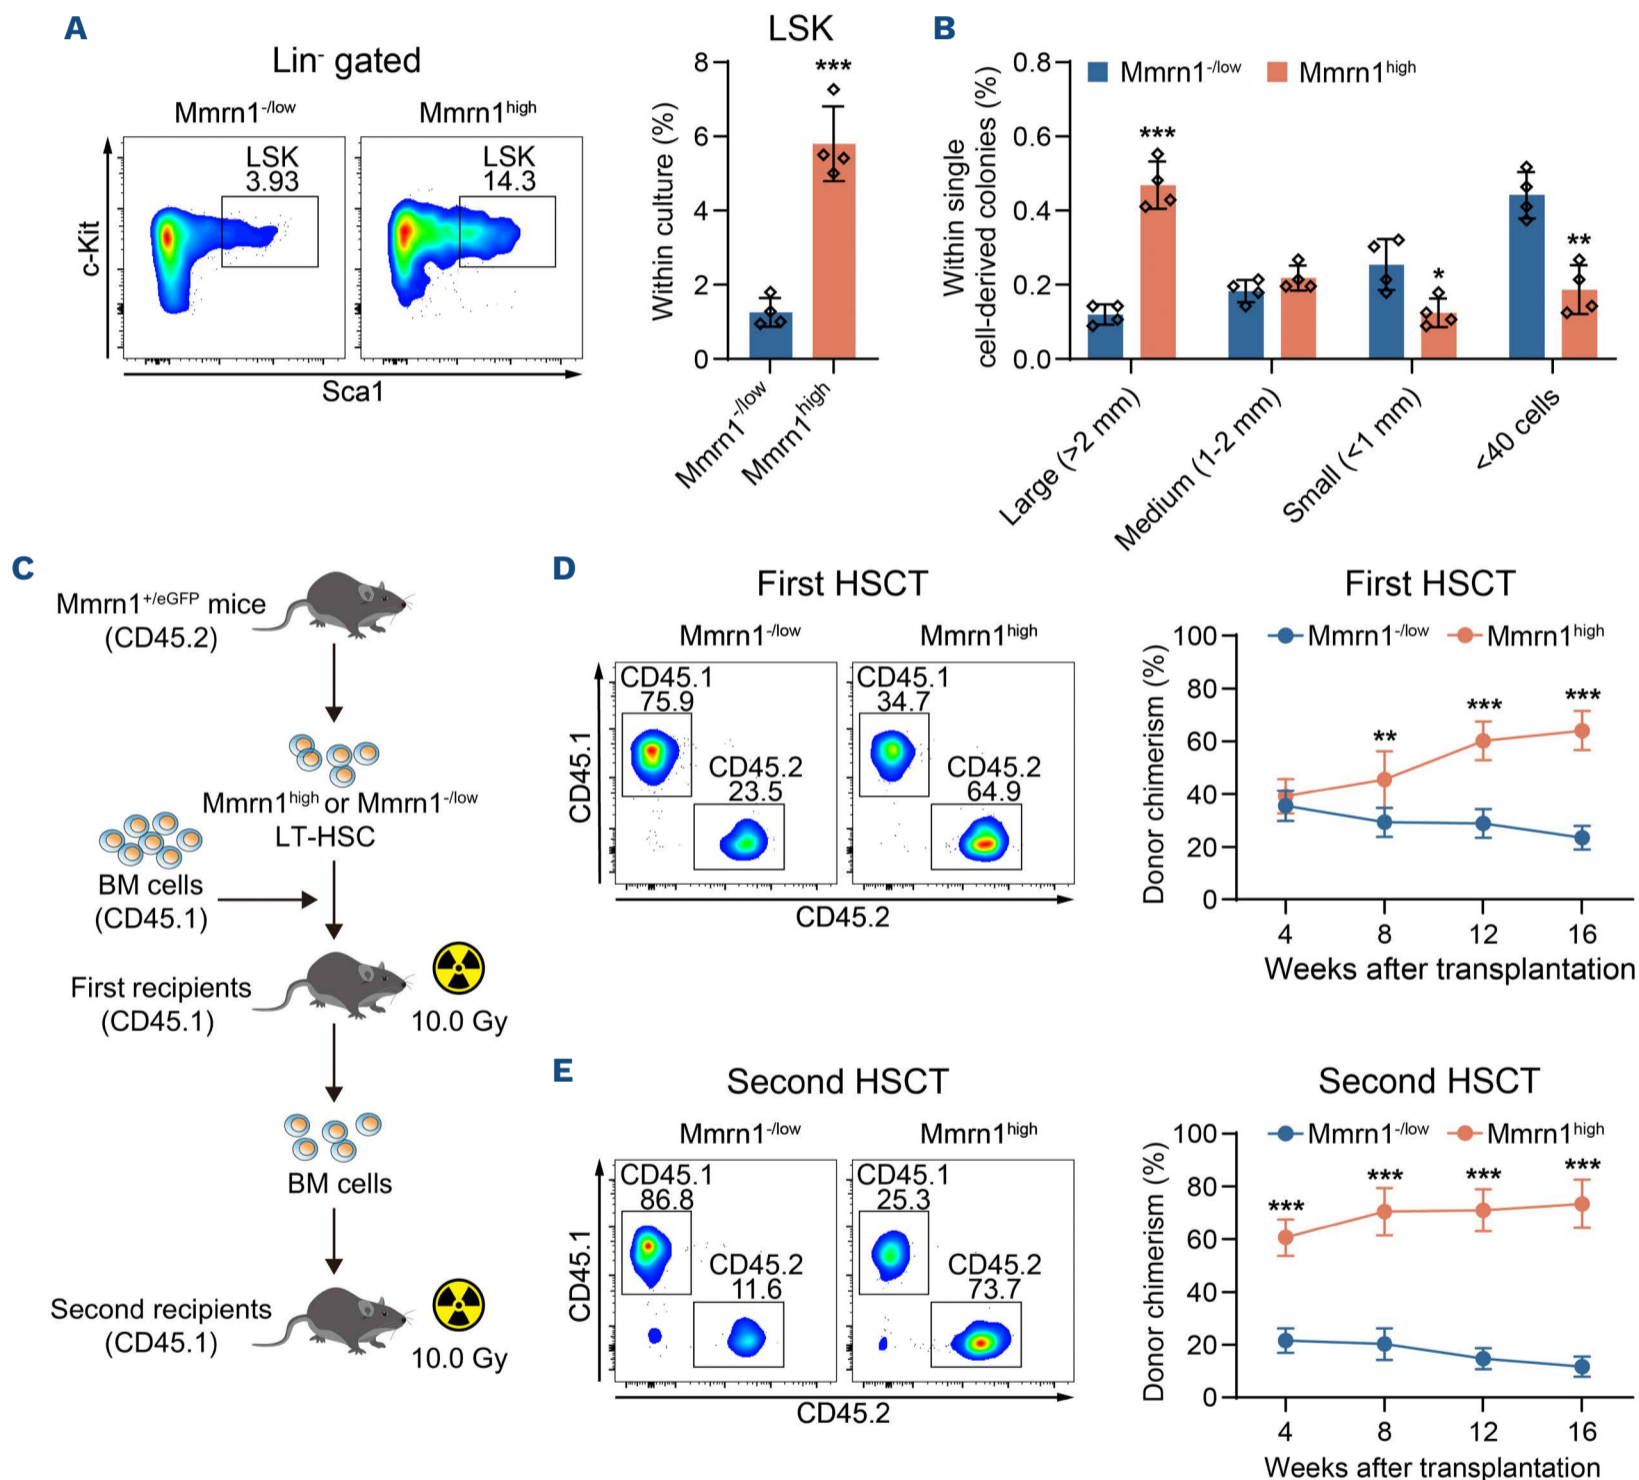 A
Lin- gated
Mmrn1-/low
Mmrn1high
LSK
3.93
LSK
14.3
c-Kit
Sca1
LSK
***
Within culture (%)
8
6
4
2
0
Mmrn1-/low
Mmrn1high
B
Mmrn1-/low
Mmrn1high
Within single
cell-derived colonies (%)
0.8
0.6
0.4
0.2
0.0
***
*
**
Large (>2 mm)
Medium (1-2 mm)
Small (<1 mm)
<40 cells
C
Mmrn1+/eGFP mice
(CD45.2)
Mmrn1high or Mmrn1-/low
LT-HSC
BM cells
(CD45.1)
First recipients
(CD45.1)
10.0 Gy
BM cells
Second recipients
(CD45.1)
10.0 Gy
D
First HSCT
Mmrn1-/low
Mmrn1high
CD45.1
75.9
CD45.2
23.5
CD45.1
34.7
CD45.2
64.9
CD45.1
CD45.2
First HSCT
Mmrn1-/low
Mmrn1high
Donor chimerism (%)
100
80
60
40
20
0
**
***
***
4
8
12
16
Weeks after transplantation
E
Second HSCT
Mmrn1-/low
Mmrn1high
CD45.1
86.8
CD45.2
11.6
CD45.1
25.3
CD45.2
73.7
CD45.1
CD45.2
Second HSCT
Mmrn1-/low
Mmrn1high
Donor chimerism (%)
100
80
60
40
20
0
***
***
***
***
4
8
12
16
Weeks after transplantation